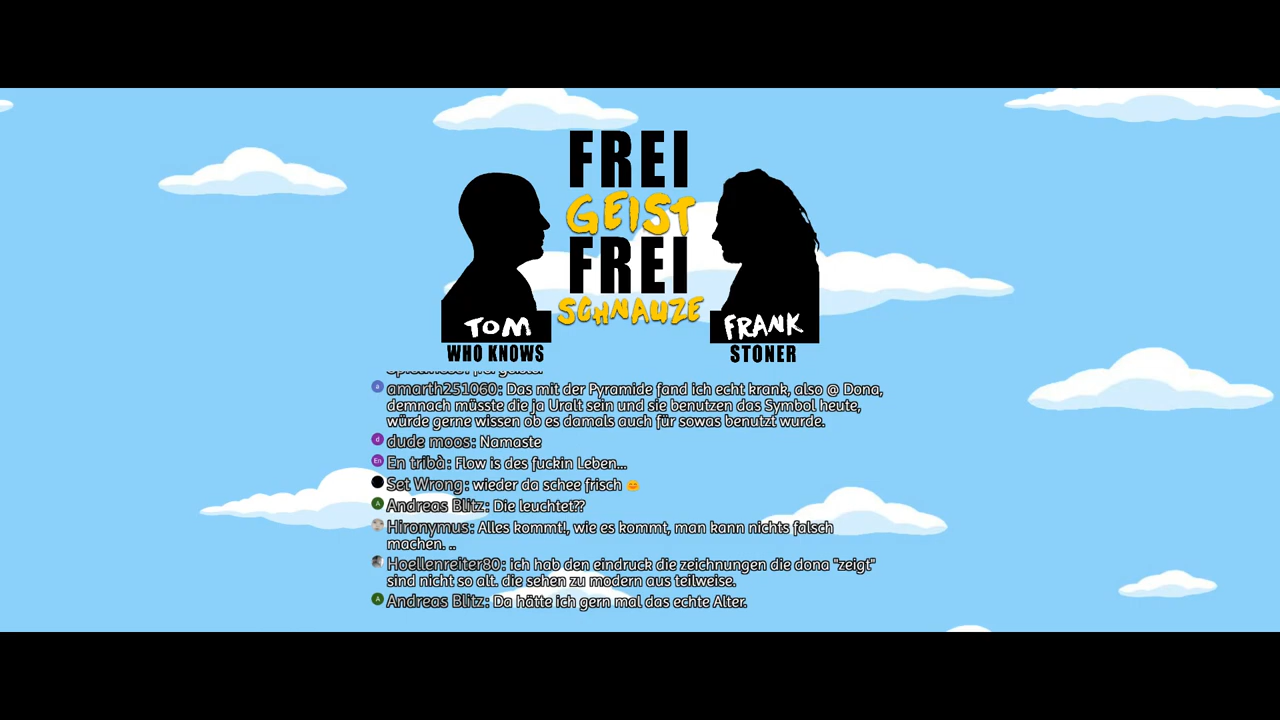 FREI
GEIST
FREI
SCHNAUZE
TOM
WHO KNOWS
FRANK
STONER
amarth251060: Das mit der Pyramide fand ich echt krank, also @ Dona,
demnach müsste die ja Uralt sein und sie benutzen das Symbol heute,
würde gerne wissen ob es damals auch für sowas benutzt wurde.
d
dude moos: Namaste
En
En tribà: Flow is des fuckin Leben...
Set Wrong: wieder da schee frisch 😊
A
Andreas Blitz: Die leuchtet??
Hironymus: Alles kommt!, wie es kommt, man kann nichts falsch
machen. ..
Hoellenreiter80: ich hab den eindruck die zeichnungen die dona "zeigt"
sind nicht so alt. die sehen zu modern aus teilweise.
A
Andreas Blitz: Da hätte ich gern mal das echte Alter.